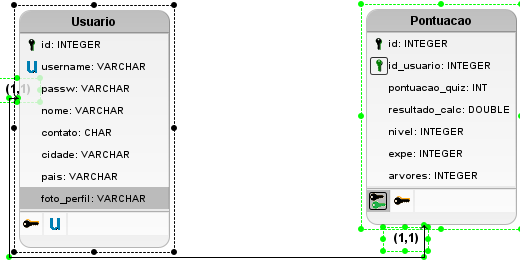 Usuario
id: INTEGER
u username: VARCHAR
passw: VARCHAR
nome: VARCHAR
contato: CHAR
cidade: VARCHAR
pais: VARCHAR
foto_perfil: VARCHAR
u
(1,1)
Pontuacao
id: INTEGER
id_usuario: INTEGER
pontuacao_quiz: INT
resultado_calc: DOUBLE
nivel: INTEGER
expe: INTEGER
arvores: INTEGER
(1,1)